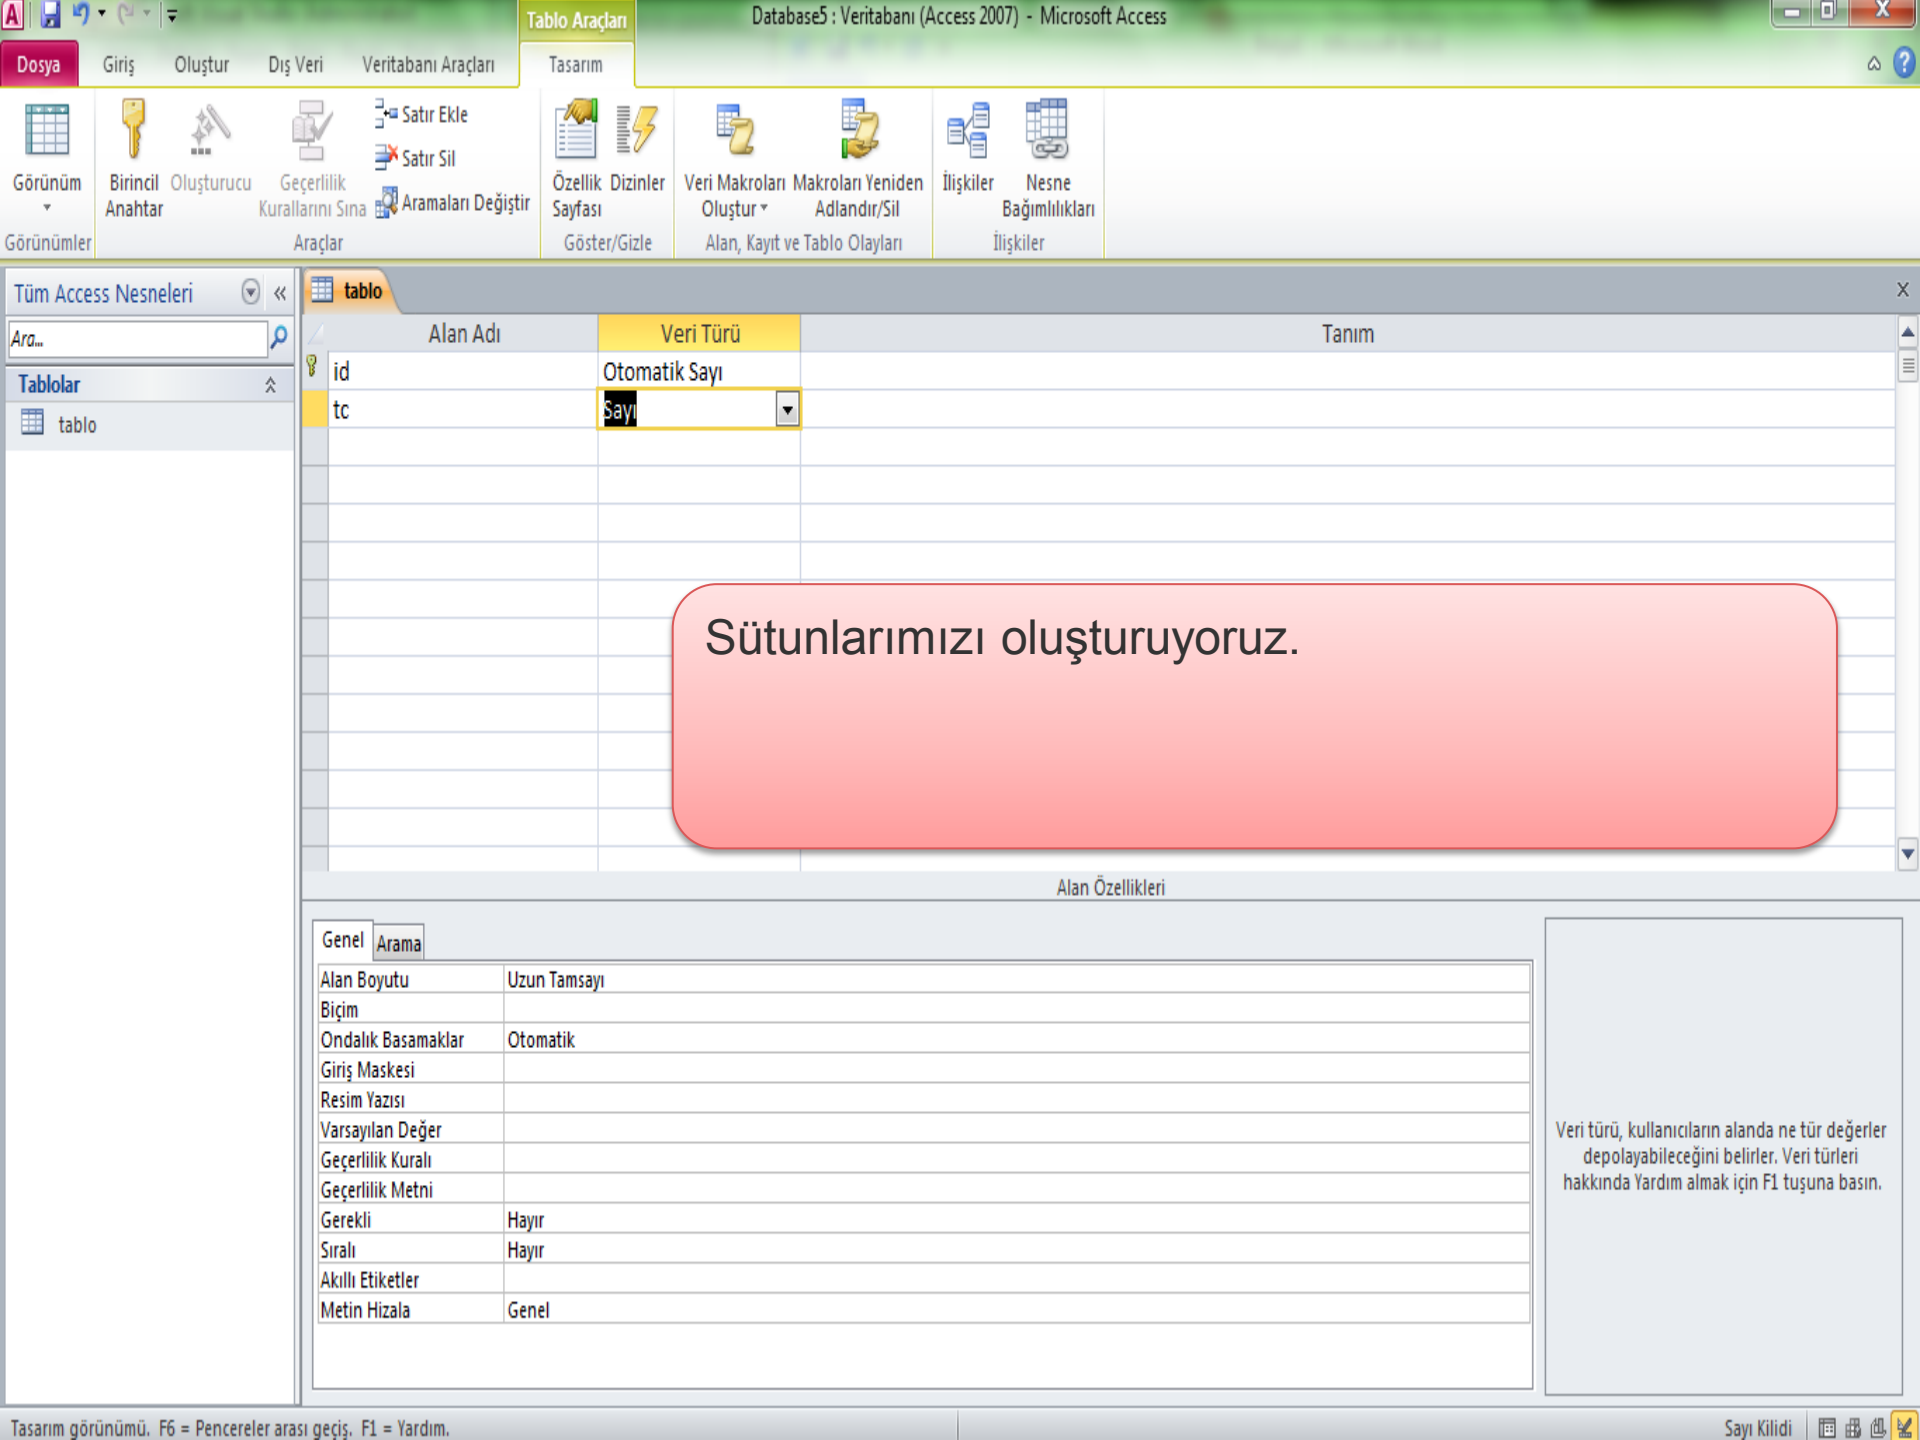 Tablo Araçları
Database5 : Veritabanı (Access 2007) - Microsoft Access
Dosya Giriş Oluştur Dış Veri Veritabanı Araçları Tasarım
Görünüm
Birincil Anahtar
Oluşturucu
Geçerlilik Kurallarını Sına
Satır Ekle
Satır Sil
Aramaları Değiştir
Özellik Sayfası
Dizinler
Veri Makroları Oluştur
Makroları Yeniden Adlandır/Sil
İlişkiler
Nesne Bağımlılıkları
Görünümler Araçlar Göster/Gizle Alan, Kayıt ve Tablo Olayları İlişkiler
Tüm Access Nesneleri
Ara...
Tablolar
tablo
tablo
Alan Adı Veri Türü Tanım
id Otomatik Sayı
tc Sayı
Sütunlarımızı oluşturuyoruz.
Alan Özellikleri
Genel Arama
Alan Boyutu Uzun Tamsayı
Biçim
Ondalık Basamaklar Otomatik
Giriş Maskesi
Resim Yazısı
Varsayılan Değer
Geçerlilik Kuralı
Geçerlilik Metni
Gerekli Hayır
Sıralı Hayır
Akıllı Etiketler
Metin Hizala Genel
Veri türü, kullanıcıların alanda ne tür değerler
depolayabileceğini belirler. Veri türleri
hakkında Yardım almak için F1 tuşuna basın.
Tasarım görünümü. F6 = Pencereler arası geçiş. F1 = Yardım.
Sayı Kilidi